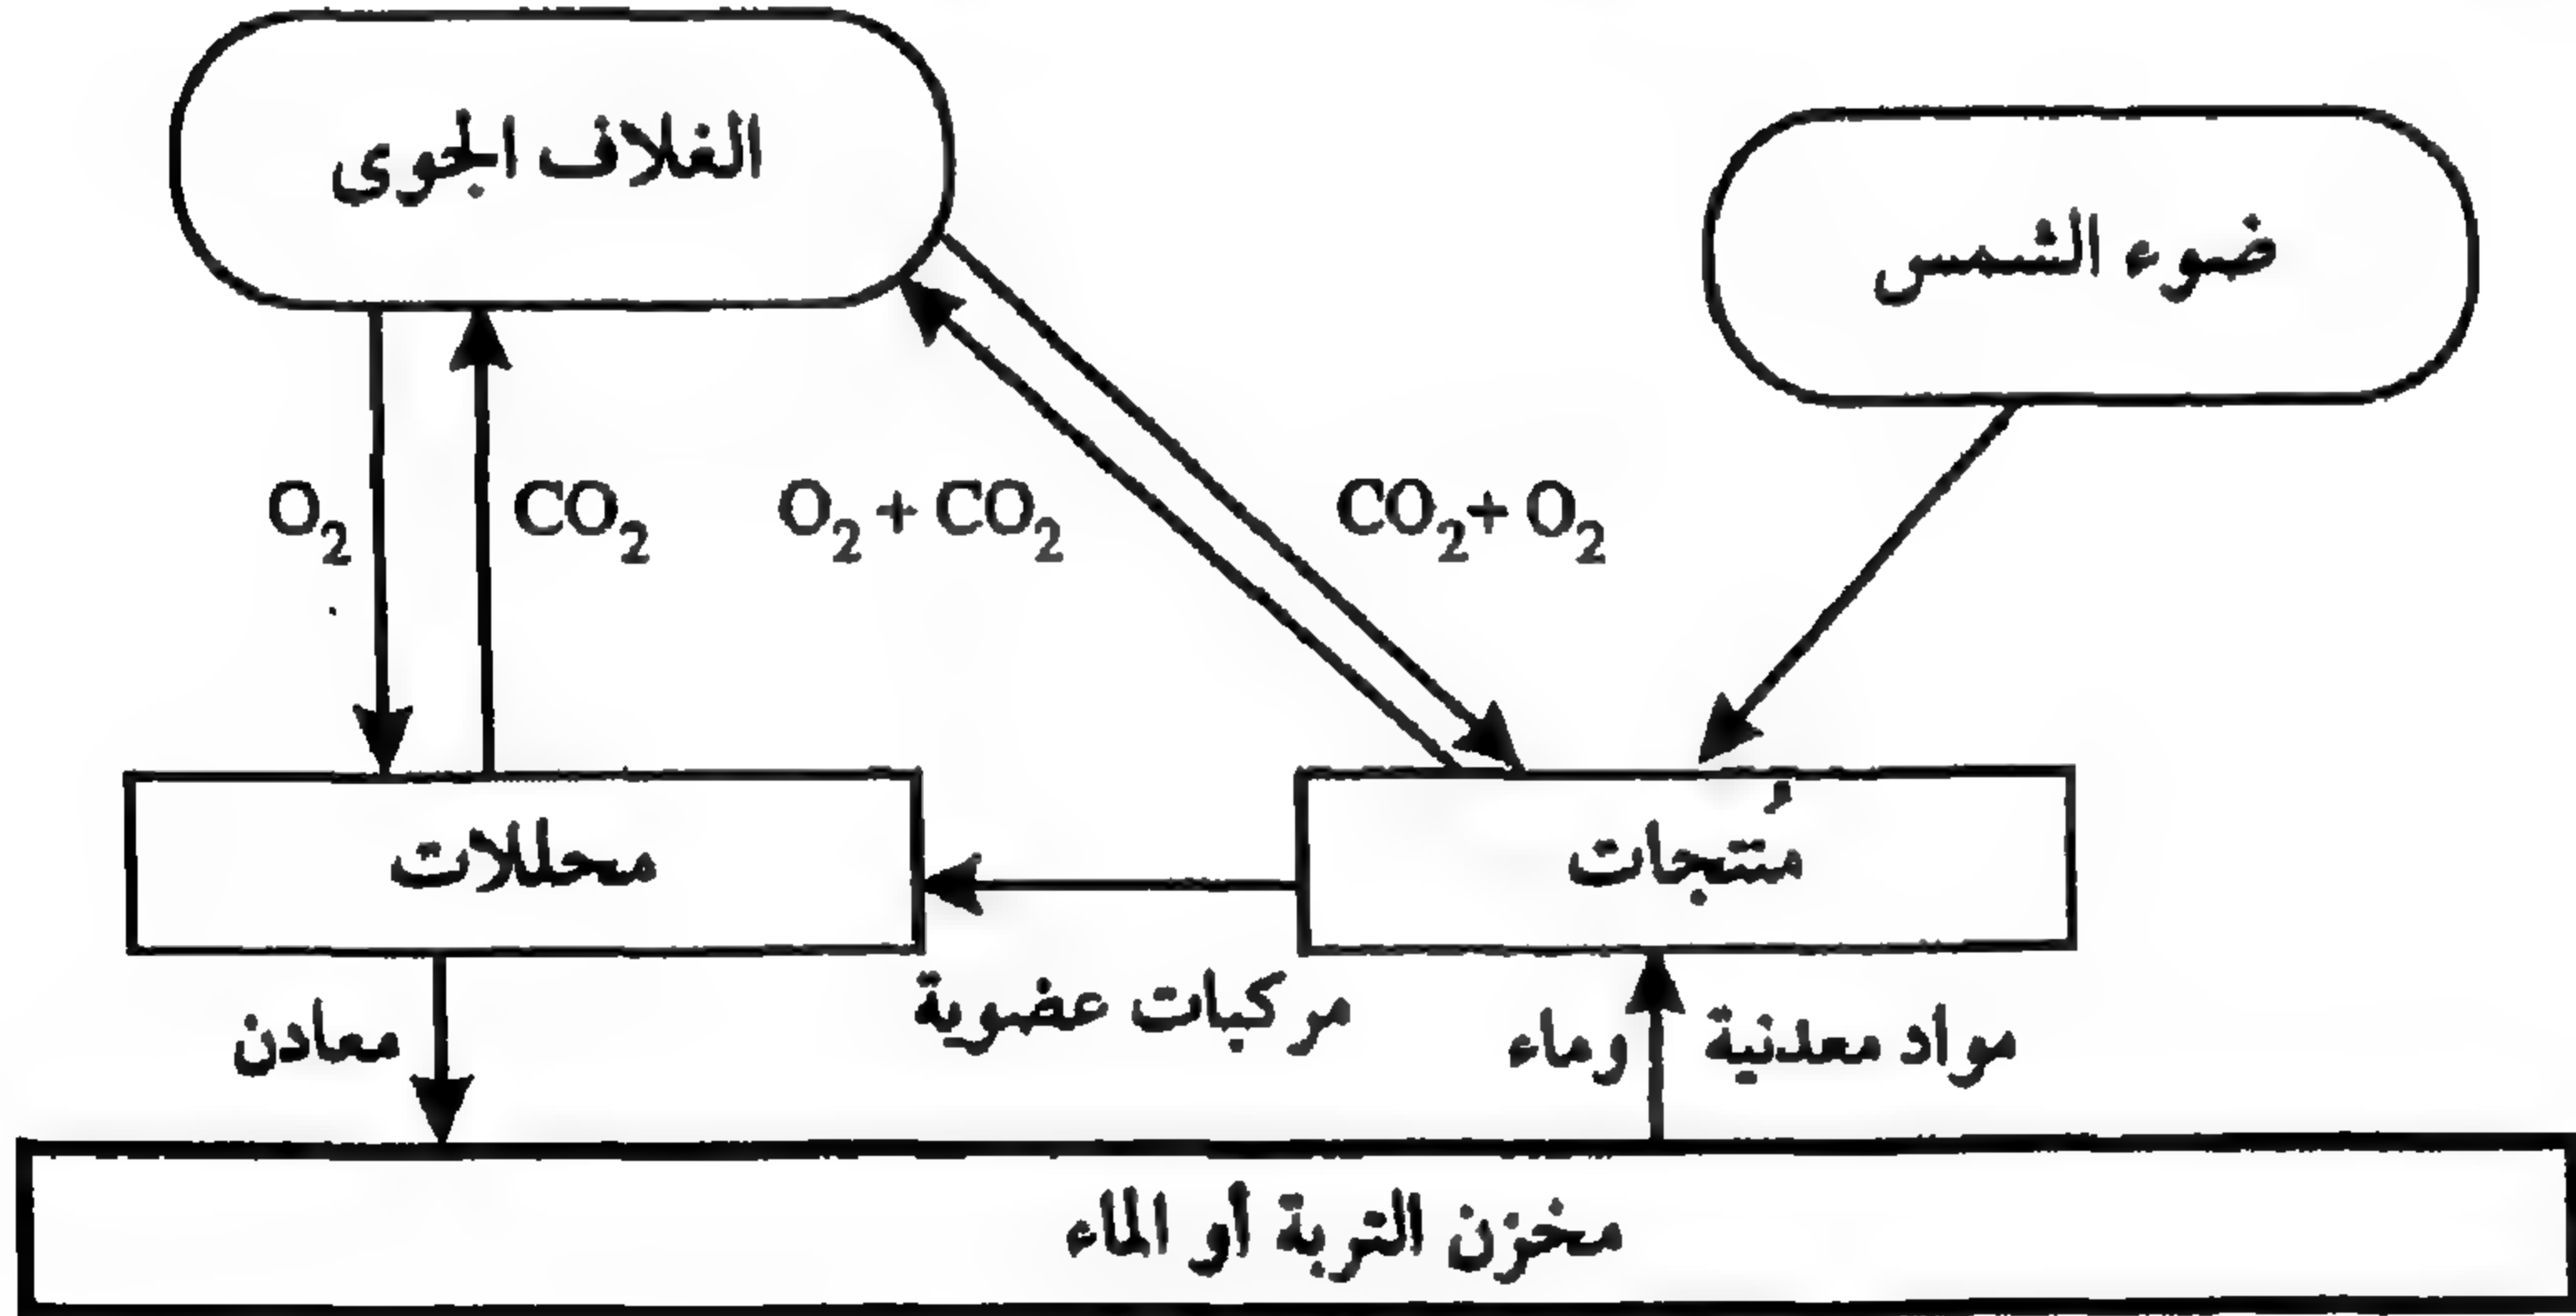 الغلاف الجوى
ضوء الشمس
O₂
CO₂
O₂ + CO₂
CO₂+ O₂
محللات
مُنتجات
مركبات عضوية
معادن
مواد معدنية وماء
مخزن التربة أو الماء